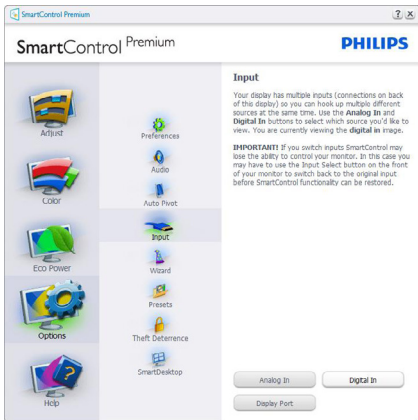 SmartControl Premium
SmartControl Premium
PHILIPS
Adjust
Color
Eco Power
Options
Help
Preferences
Audio
Auto Pivot
Input
Wizard
Presets
Theft Deterrence
SmartDesktop
Input
Your display has multiple inputs (connections on back
of this display) so you can hook up multiple different
sources at the same time. Use the Analog In and
Digital In buttons to select which source you'd like to
view. You are currently viewing the digital in image.
IMPORTANT! If you switch inputs SmartControl may
lose the ability to control your monitor. In this case you
may have to use the Input Select button on the front
of your monitor to switch back to the original input
before SmartControl functionality can be restored.
Analog In
Digital In
Display Port